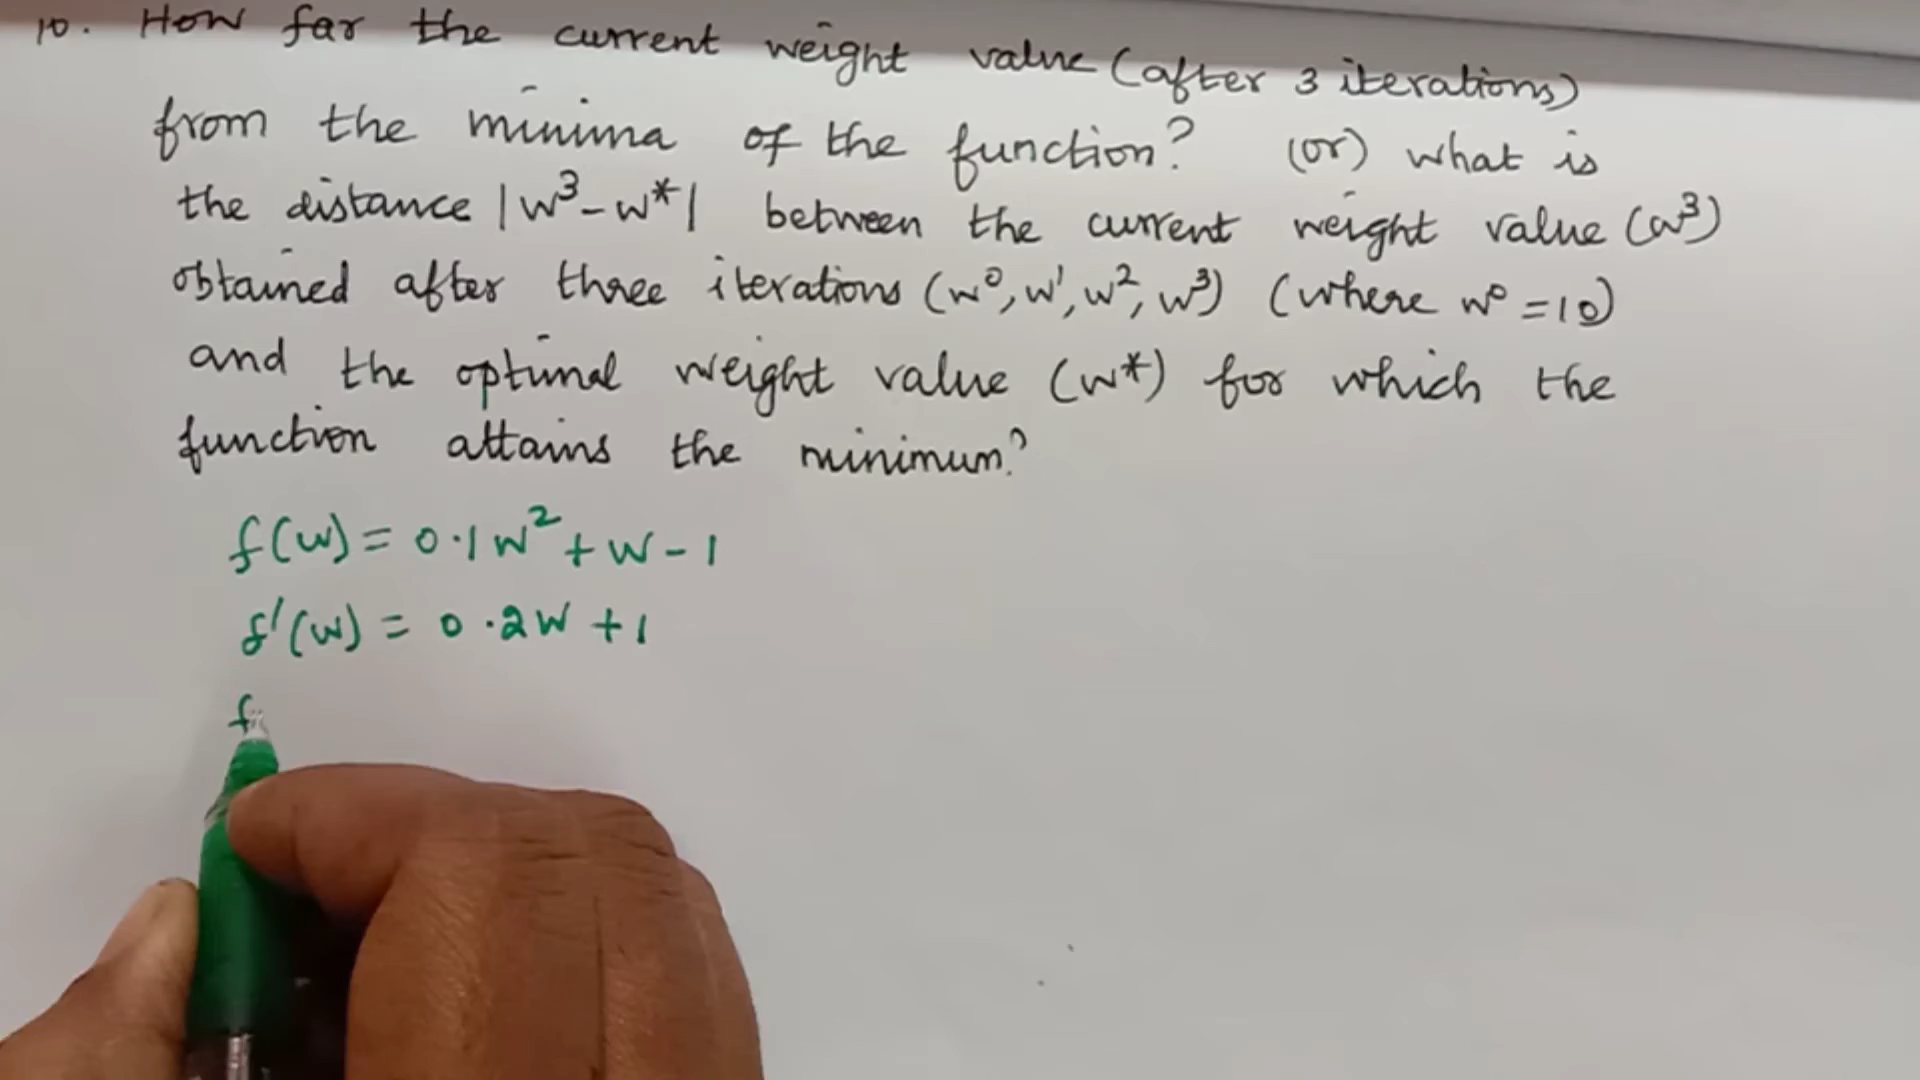 10. How far the current weight value (after 3 iterations)
from the minima of the function? (or) what is
the distance |w³-w*| between the current weight value (w³)
obtained after three iterations (w⁰, w¹, w², w³) (where w⁰ = 10)
and the optimal weight value (w*) for which the
function attains the minimum?
f(w) = 0.1w² + w - 1
f'(w) = 0.2w + 1
f